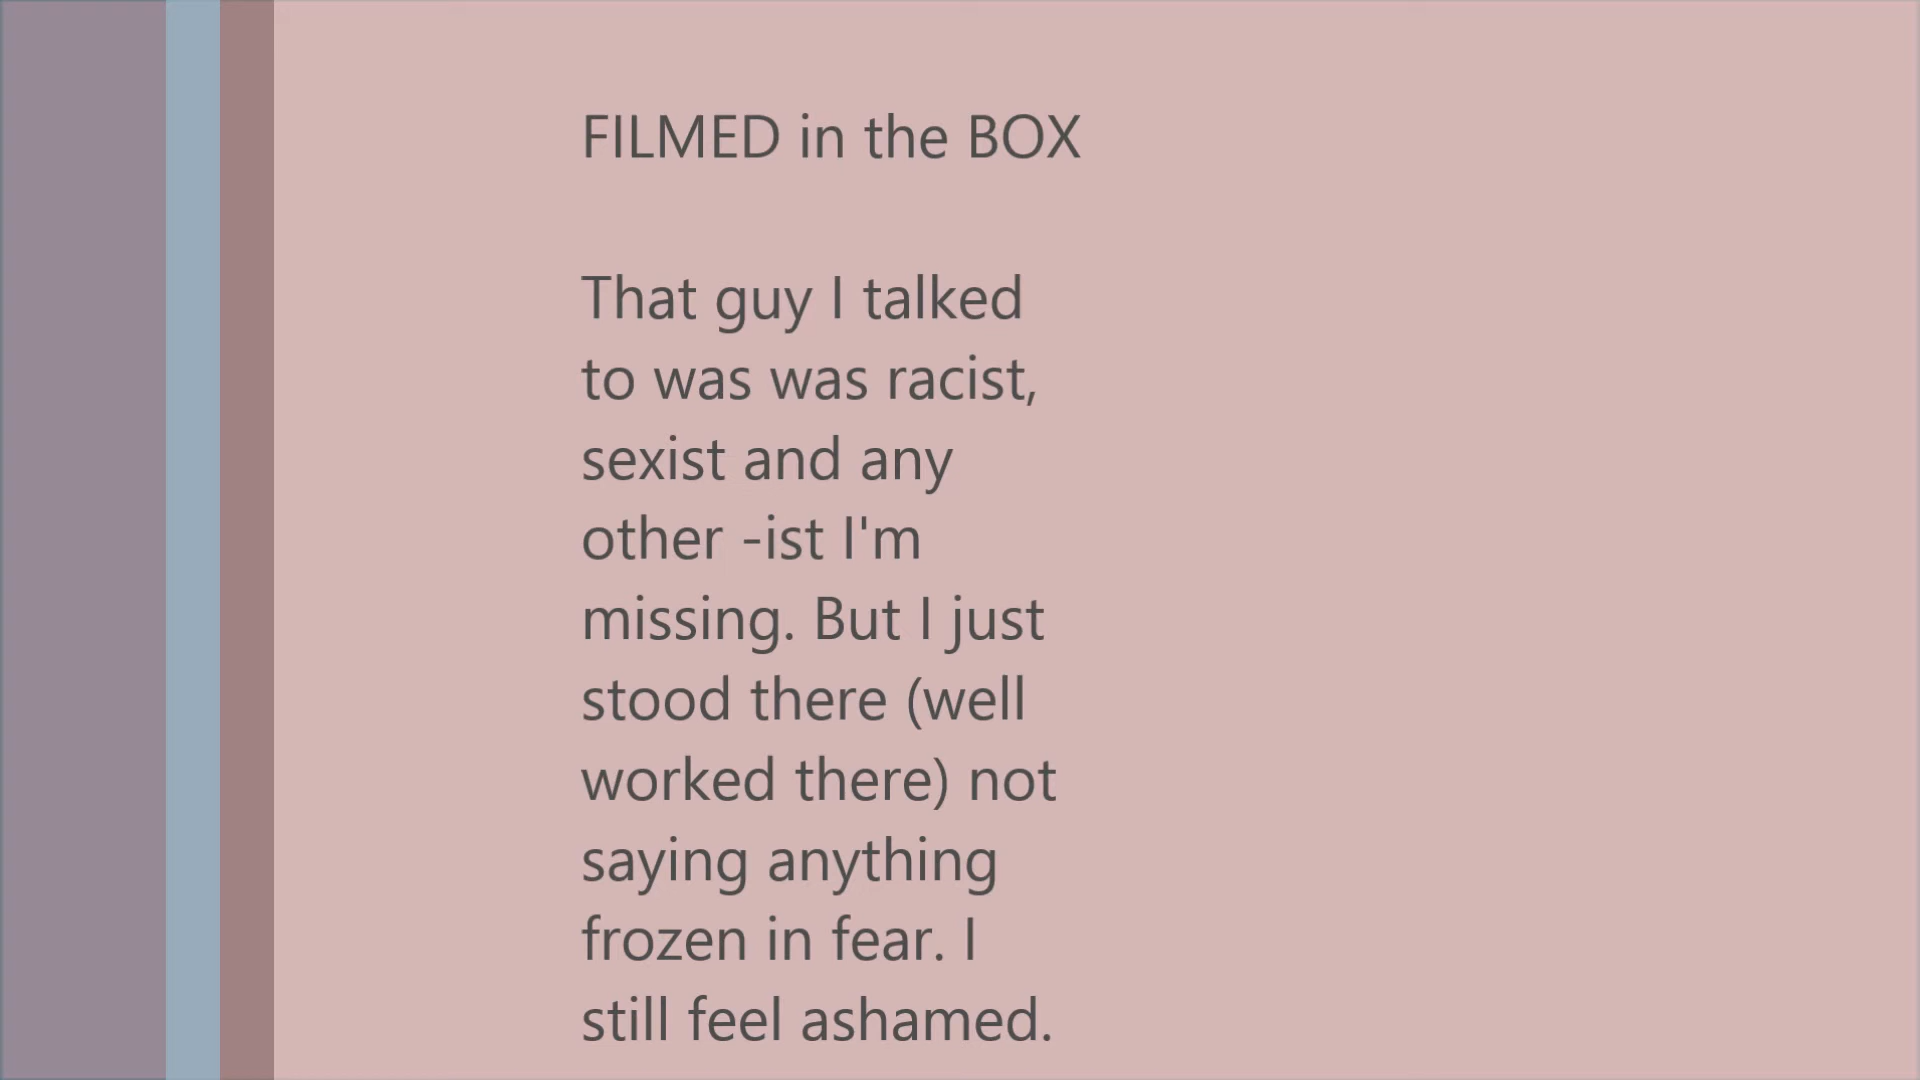 FILMED in the BOX
That guy I talked
to was was racist,
sexist and any
other -ist I'm
missing. But I just
stood there (well
worked there) not
saying anything
frozen in fear. I
still feel ashamed.